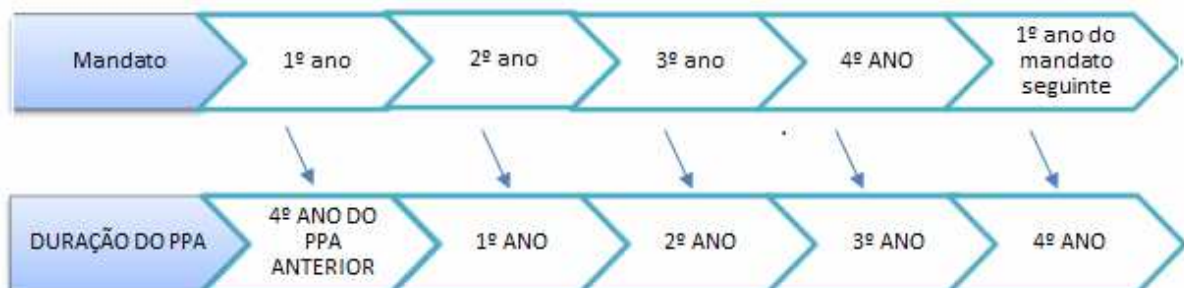 Mandato
1º ano
2º ano
3º ano
4º ANO
1º ano do
mandato
seguinte
DURAÇÃO DO PPA
4º ANO DO
PPA
ANTERIOR
1º ANO
2º ANO
3º ANO
4º ANO